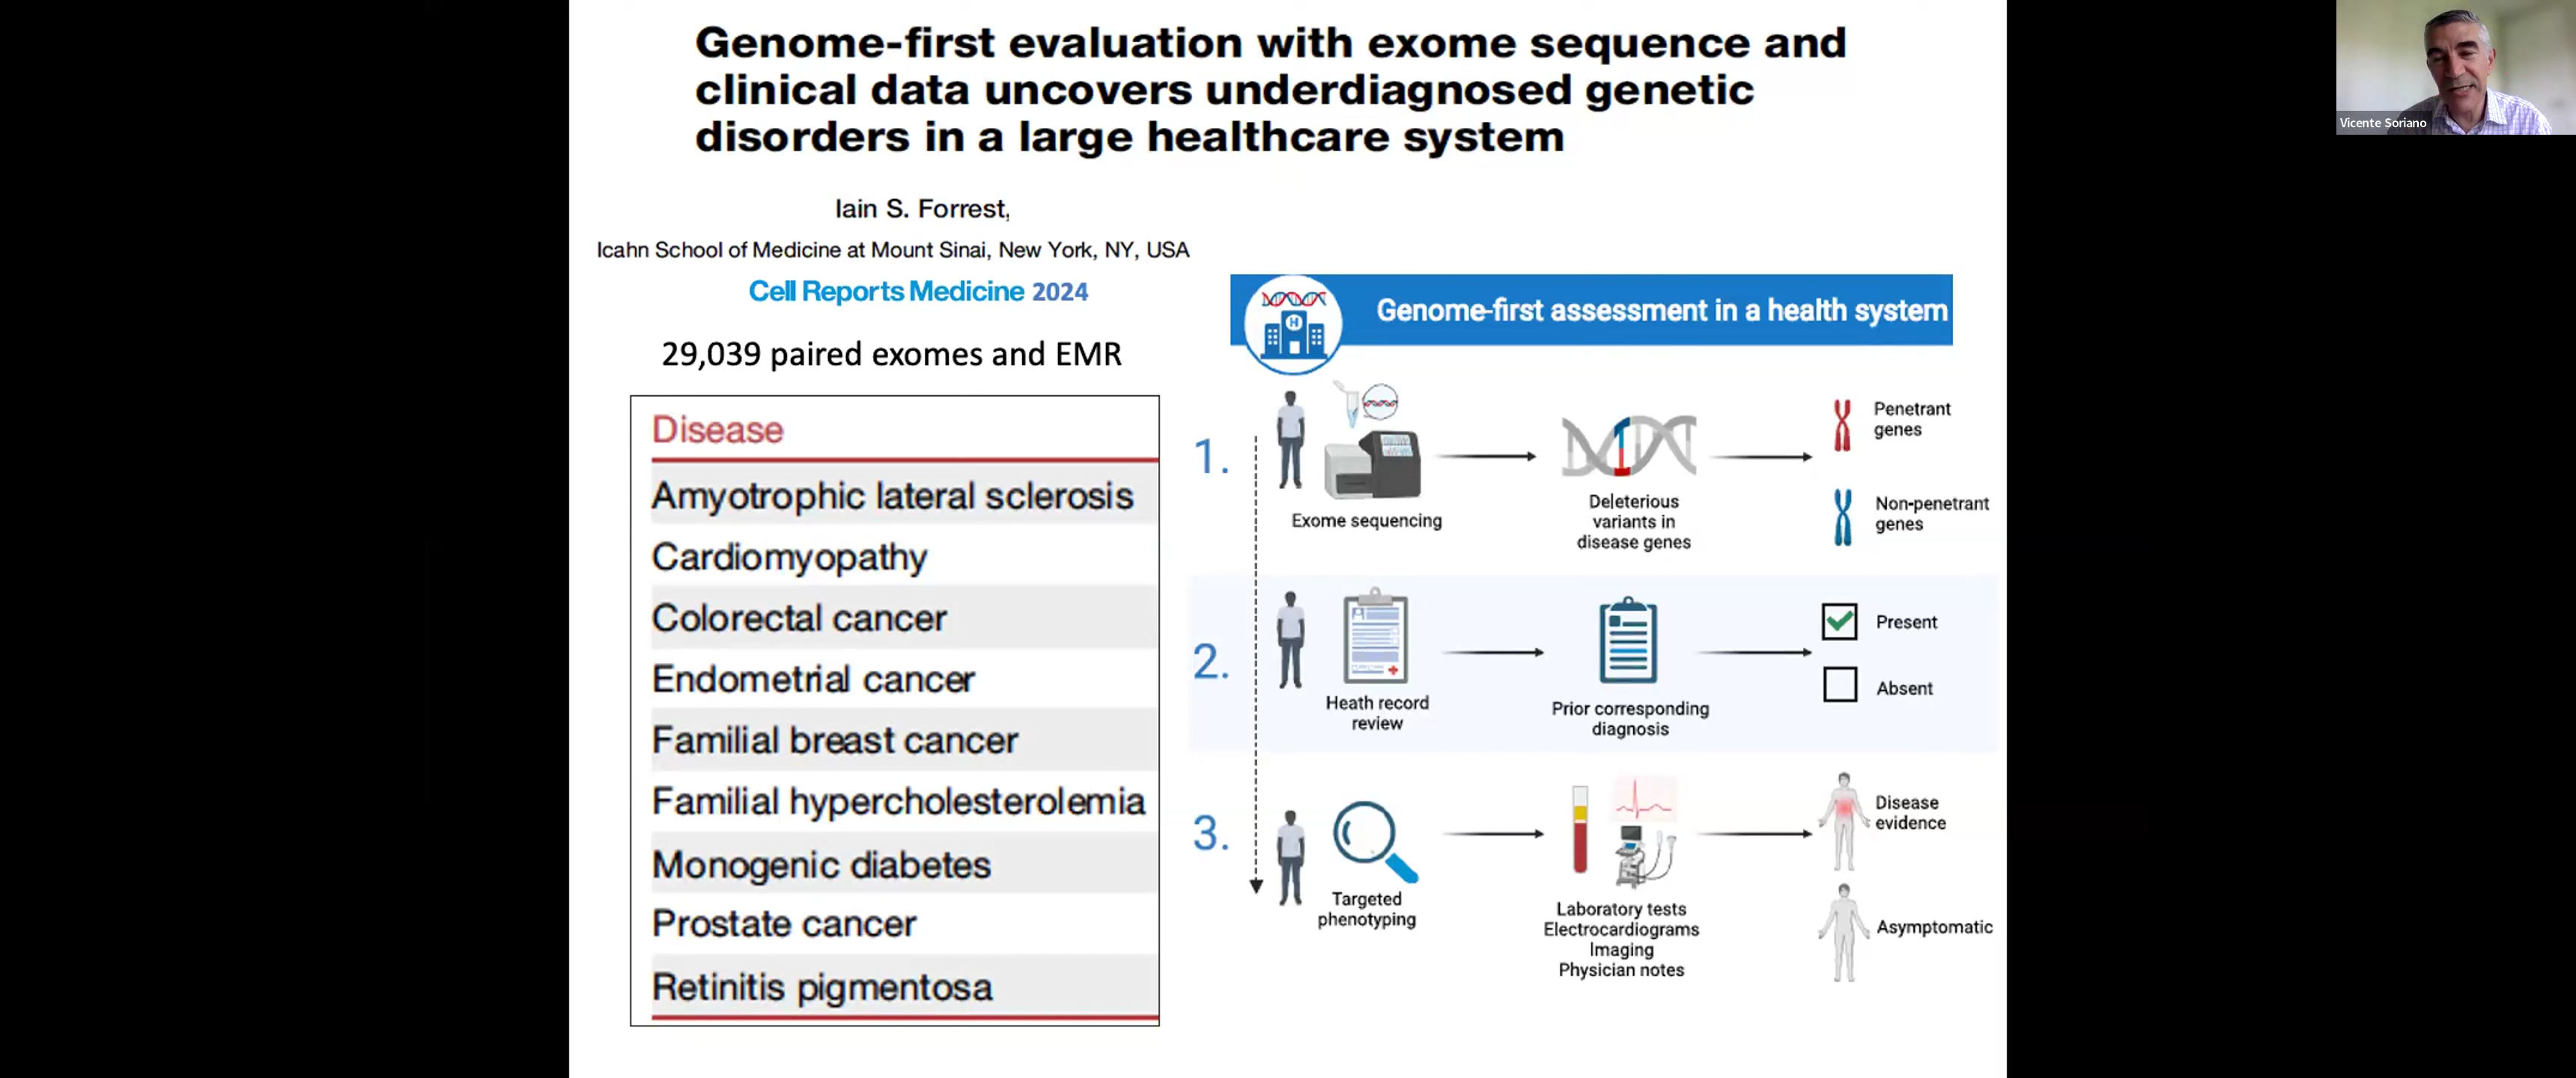 Genome-first evaluation with exome sequence and
clinical data uncovers underdiagnosed genetic
disorders in a large healthcare system
Iain S. Forrest,
Icahn School of Medicine at Mount Sinai, New York, NY, USA
Cell Reports Medicine 2024
29,039 paired exomes and EMR
Disease
Amyotrophic lateral sclerosis
Cardiomyopathy
Colorectal cancer
Endometrial cancer
Familial breast cancer
Familial hypercholesterolemia
Monogenic diabetes
Prostate cancer
Retinitis pigmentosa
H
Genome-first assessment in a health system
1.
Exome sequencing
Deleterious
variants in
disease genes
Penetrant
genes
Non-penetrant
genes
2.
Heath record
review
Prior corresponding
diagnosis
Present
Absent
3.
Targeted
phenotyping
Laboratory tests
Electrocardiograms
Imaging
Physician notes
Disease
evidence
Asymptomatic
Vicente Soriano